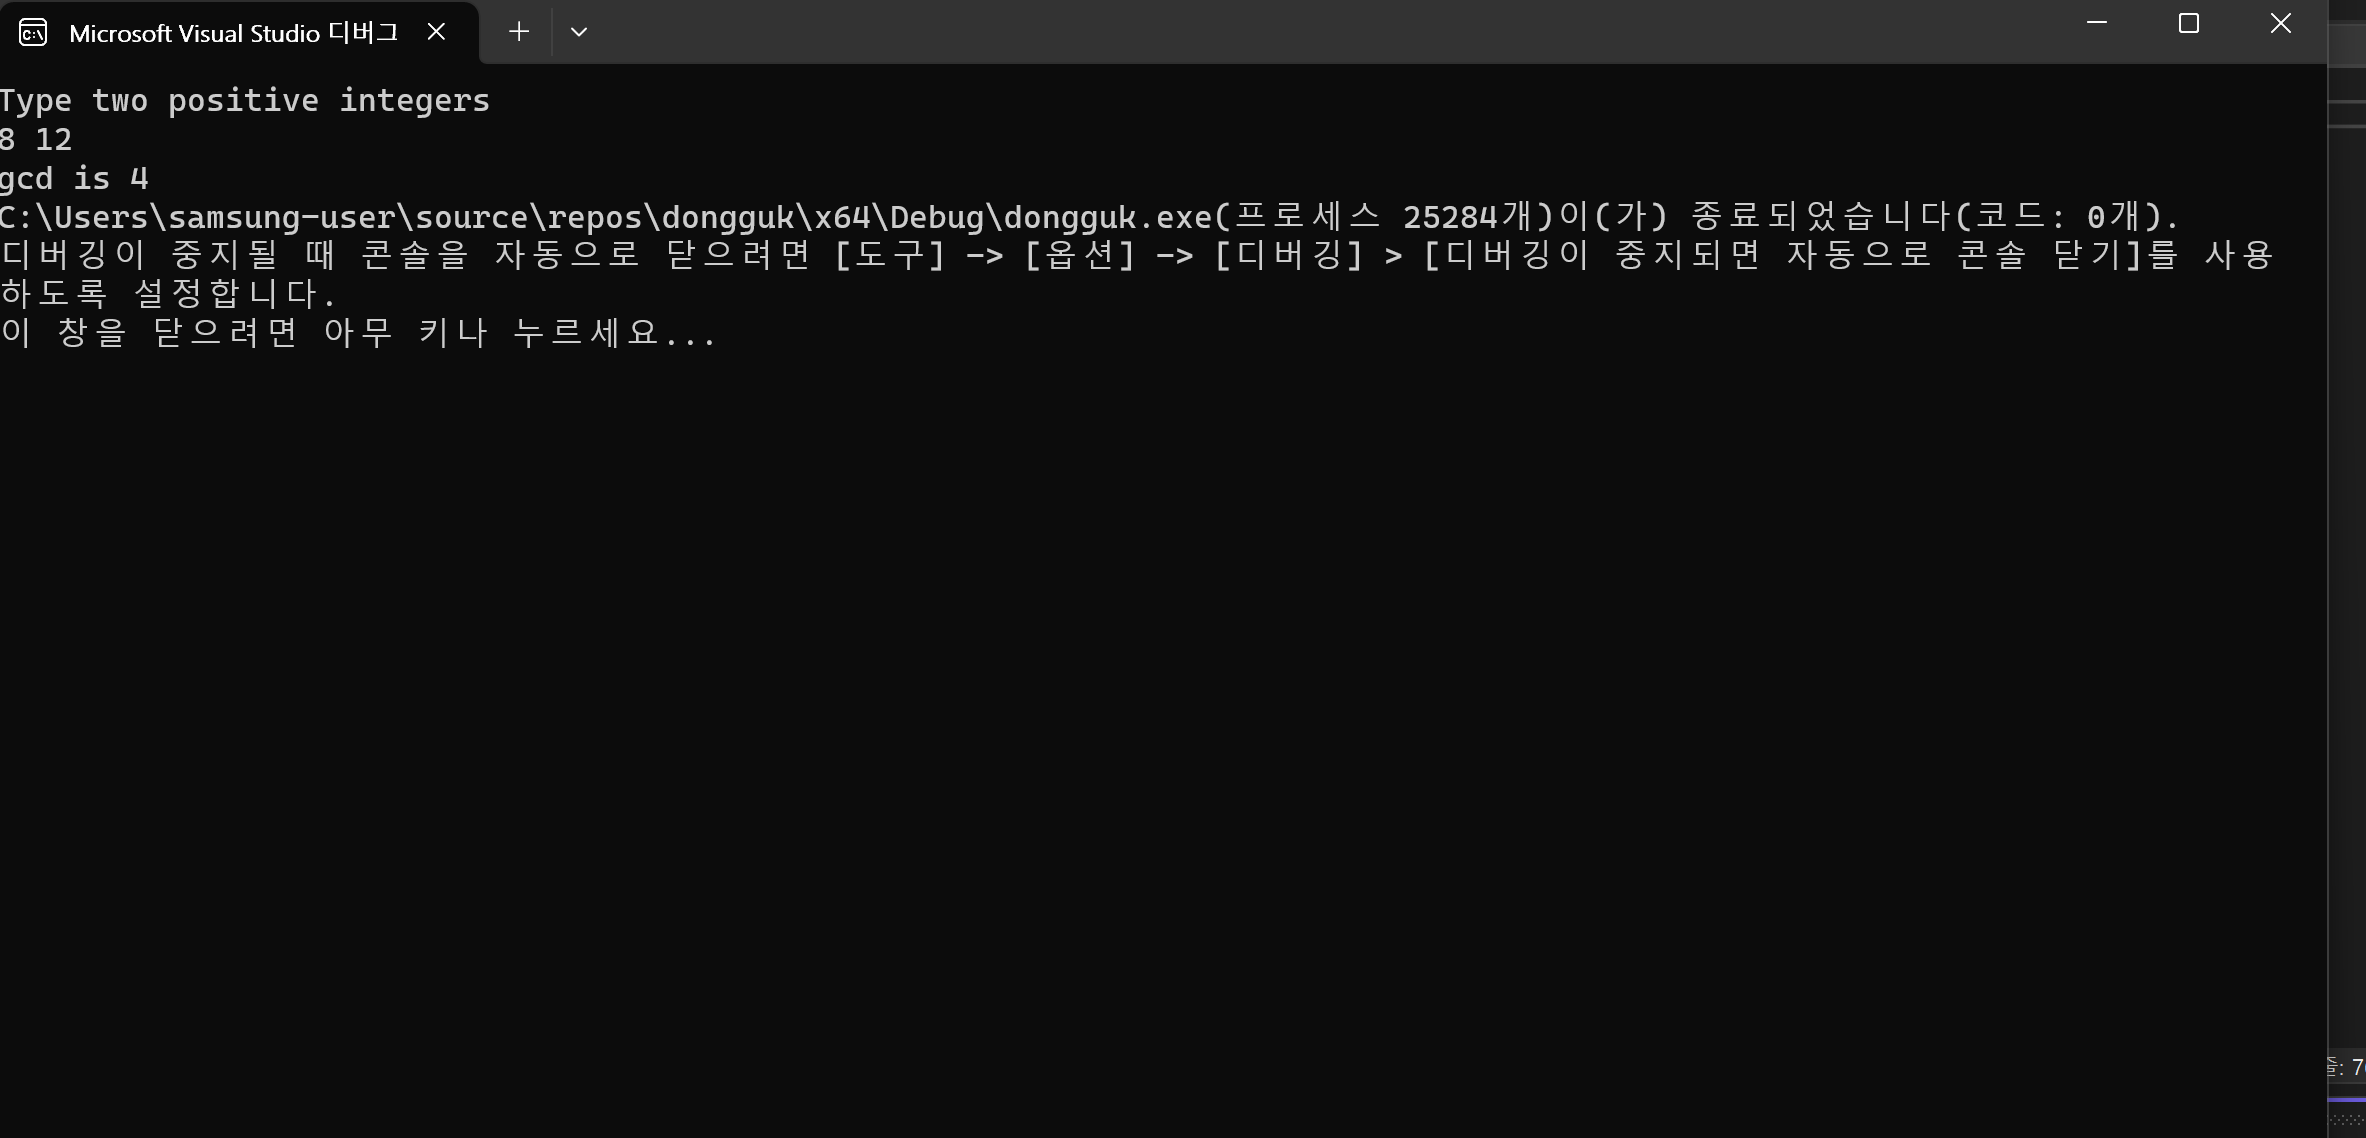 Microsoft Visual Studio 디버그
Type two positive integers
8 12
gcd is 4
C:\Users\samsung-user\source\repos\dongguk\x64\Debug\dongguk.exe(프로세스 25284개)이(가) 종료되었습니다(코드: 0개).
디버깅이 중지될 때 콘솔을 자동으로 닫으려면 [도구] -> [옵션] -> [디버깅] > [디버깅이 중지되면 자동으로 콘솔 닫기]를 사용
하도록 설정합니다.
이 창을 닫으려면 아무 키나 누르세요...